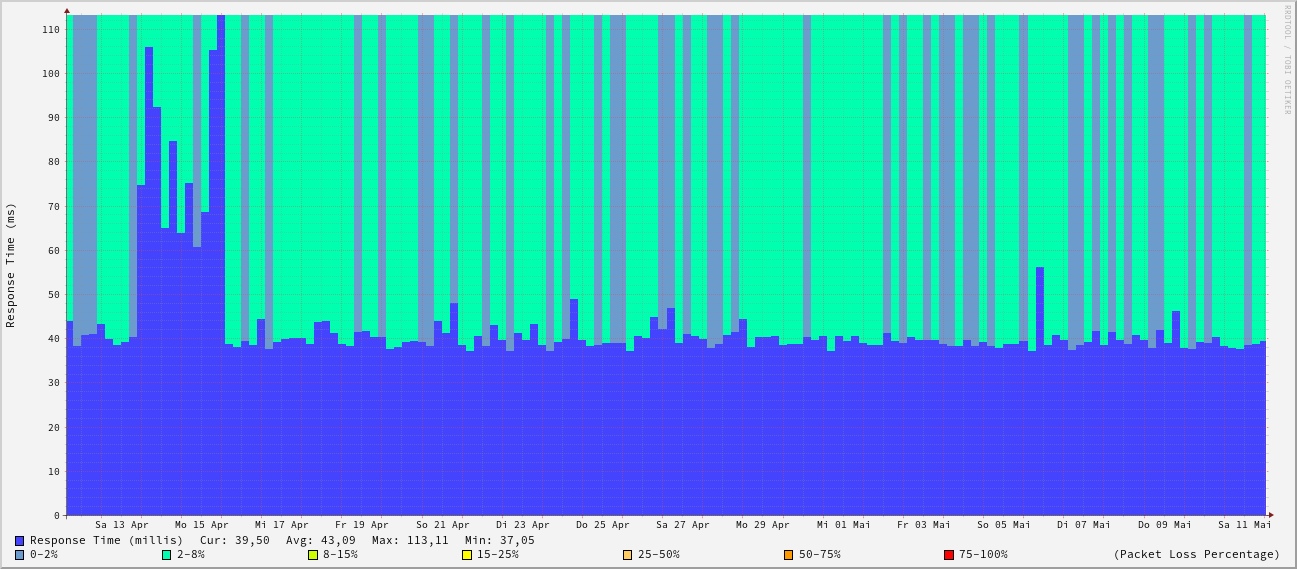 RRDTOOL / TOBI OETIKER
Response Time (ms)
110
100
90
80
70
60
50
40
30
20
10
0
Sa 13 Apr Mo 15 Apr Mi 17 Apr Fr 19 Apr So 21 Apr Di 23 Apr Do 25 Apr Sa 27 Apr Mo 29 Apr Mi 01 Mai Fr 03 Mai So 05 Mai Di 07 Mai Do 09 Mai Sa 11 Mai
Response Time (millis) Cur: 39,50 Avg: 43,09 Max: 113,11 Min: 37,05
0-2% 2-8% 8-15% 15-25% 25-50% 50-75% 75-100% (Packet Loss Percentage)